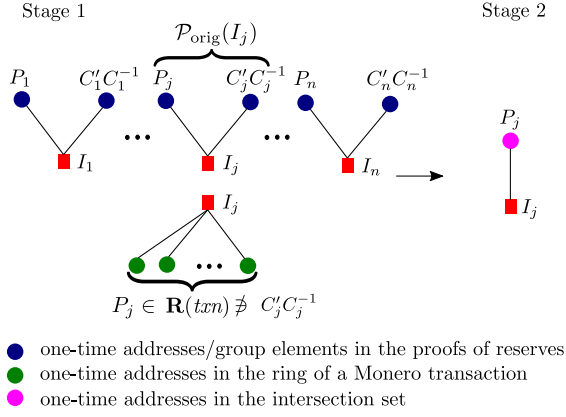 Stage 1
Stage 2
𝒫orig(I_j)
P_1 C′_1C_1^{-1} P_j C′_jC_j^{-1} P_n C′_nC_n^{-1}
P_j
··· ···
I_1 I_j I_n
I_j
I_j
···
P_j ∈ R(txn) ∌ C′_jC_j^{-1}
one-time addresses/group elements in the proofs of reserves
one-time addresses in the ring of a Monero transaction
one-time addresses in the intersection set